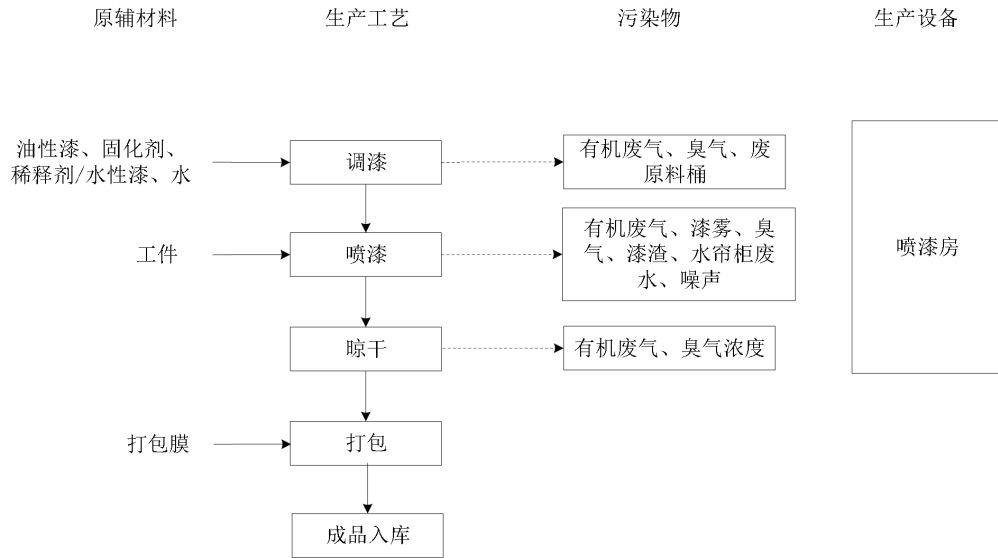 原辅材料
生产工艺
污染物
生产设备
油性漆、固化�、
稀释剂/水性漆、水
调漆
有机废气、臭气、废
原料桶
工件
喷漆
有机废气、漆雾、臭
气、漆渣、水帘柜废
水、噪声
喷漆房
晾干
有机废气、臭气浓度
打包膜
打包
成品入库